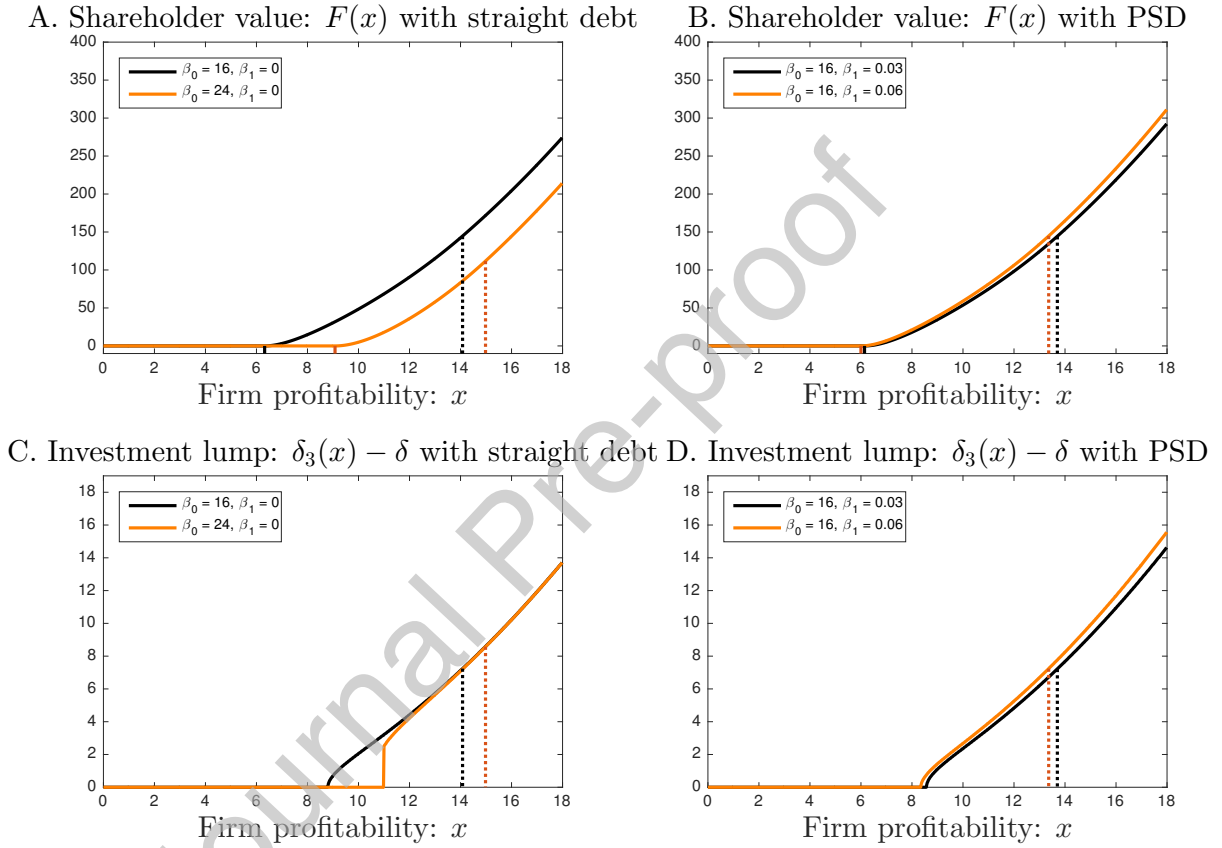 A. Shareholder value: F(x) with straight debt
400
350
300
250
200
150
100
50
0
β₀ = 16, β₁ = 0
β₀ = 24, β₁ = 0
0 2 4 6 8 10 12 14 16 18
Firm profitability: x
B. Shareholder value: F(x) with PSD
400
350
300
250
200
150
100
50
0
β₀ = 16, β₁ = 0.03
β₀ = 16, β₁ = 0.06
0 2 4 6 8 10 12 14 16 18
Firm profitability: x
C. Investment lump: δ₃(x) − δ with straight debt
18
16
14
12
10
8
6
4
2
0
β₀ = 16, β₁ = 0
β₀ = 24, β₁ = 0
0 2 4 6 8 10 12 14 16 18
Firm profitability: x
D. Investment lump: δ₃(x) − δ with PSD
18
16
14
12
10
8
6
4
2
0
β₀ = 16, β₁ = 0.03
β₀ = 16, β₁ = 0.06
0 2 4 6 8 10 12 14 16 18
Firm profitability: x
Journal Pre-proof